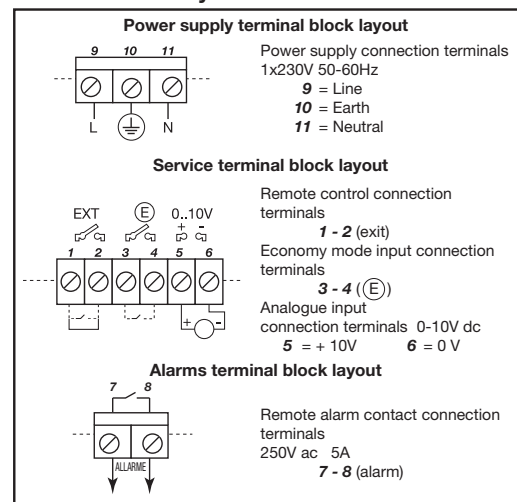 Power supply terminal block layout
9 10 11
L N
Power supply connection terminals
1x230V 50-60Hz
9 = Line
10 = Earth
11 = Neutral
Service terminal block layout
EXT E 0..10V
+ -
1 2 3 4 5 6
+ -
Remote control connection
terminals
1 - 2 (exit)
Economy mode input connection
terminals
3 - 4 (E)
Analogue input
connection terminals 0-10V dc
5 = + 10V 6 = 0 V
Alarms terminal block layout
7 8
ALLARME
Remote alarm contact connection
terminals
250V ac 5A
7 - 8 (alarm)